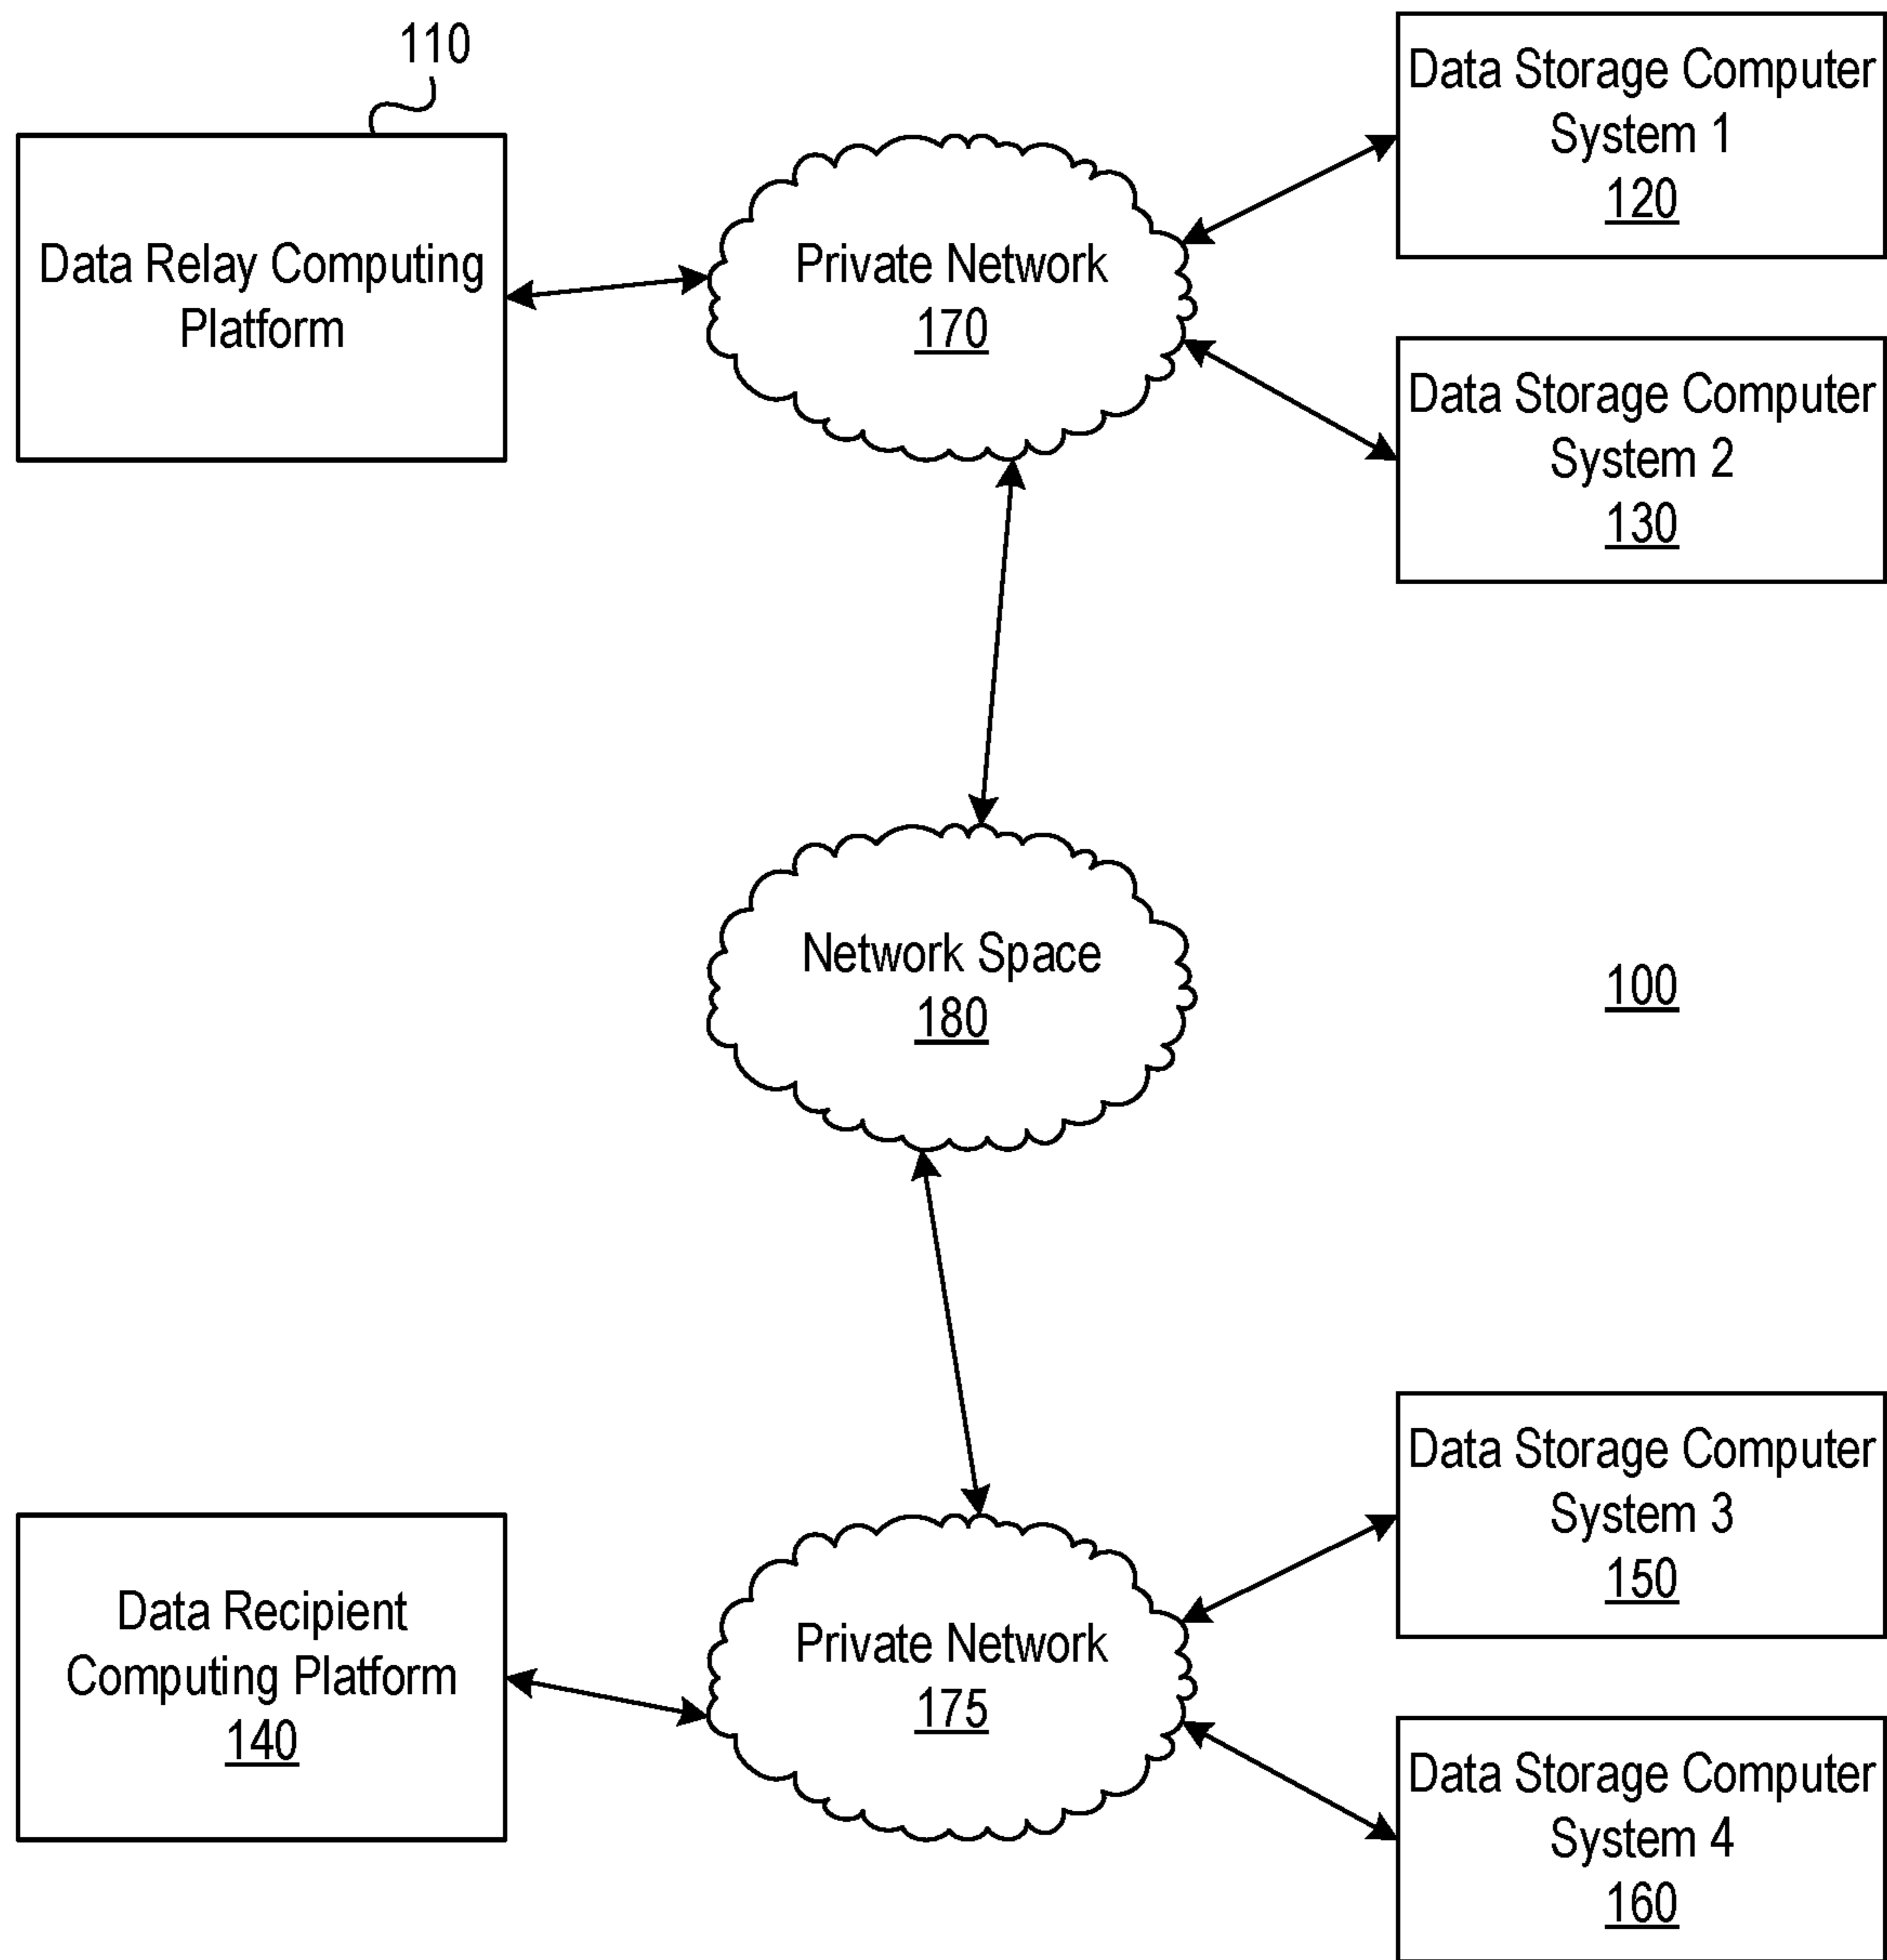 110
Data Relay Computing
Platform
Private Network
170
Data Storage Computer
System 1
120
Data Storage Computer
System 2
130
Network Space
180
100
Data Recipient
Computing Platform
140
Private Network
175
Data Storage Computer
System 3
150
Data Storage Computer
System 4
160